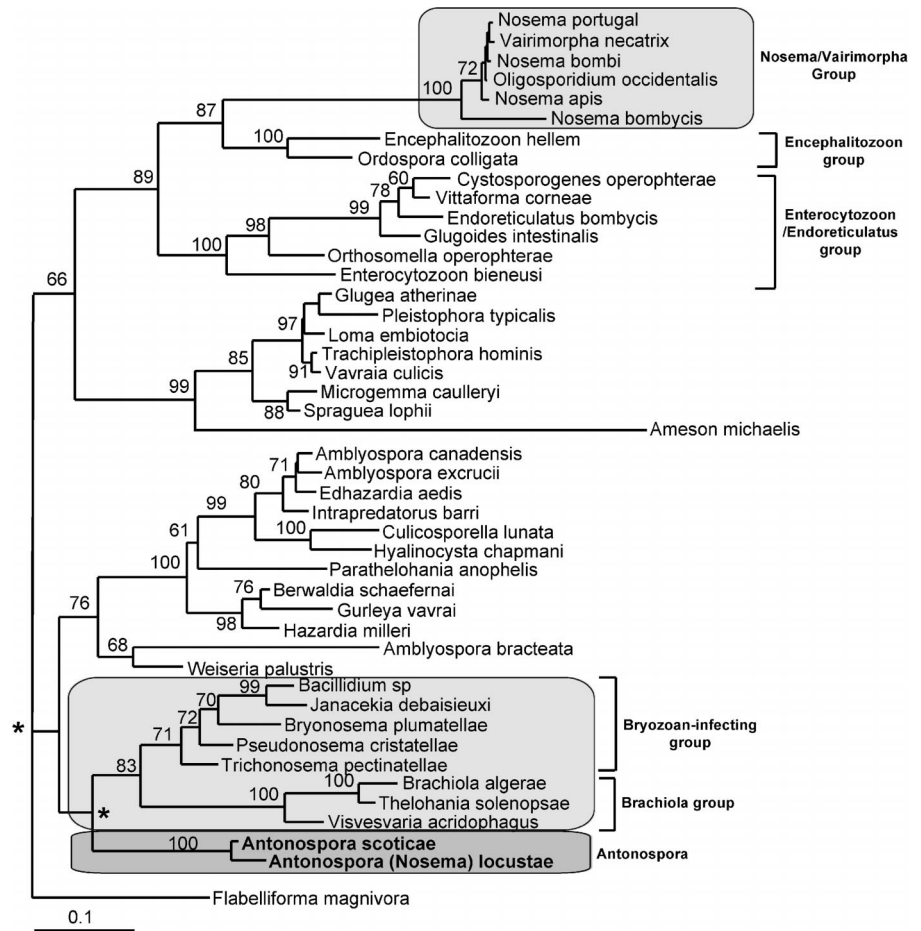 Nosema portugal
Vairimorpha necatrix
Nosema bombi
Oligosporidium occidentalis
Nosema apis
Nosema bombycis
72
100
Nosema/Vairimorpha
Group
87
100
Encephalitozoon hellem
Ordospora colligata
Encephalitozoon
group
89
60
Cystosporogenes operophterae
78
Vittaforma corneae
99
Endoreticulatus bombycis
Glugoides intestinalis
98
100
Orthosomella operophterae
Enterocytozoon bieneusi
Enterocytozoon
/Endoreticulatus
group
66
Glugea atherinae
Pleistophora typicalis
97
Loma embiotocia
Trachipleistophora hominis
85
91
Vavraia culicis
99
Microgemma caulleryi
88
Spraguea lophii
Ameson michaelis
Amblyospora canadensis
71
Amblyospora excrucii
80
Edhazardia aedis
99
Intrapredatorus barri
100
Culicosporella lunata
61
Hyalinocysta chapmani
100
Parathelohania anophelis
76
Berwaldia schaefernai
76
Gurleya vavrai
98
Hazardia milleri
68
Amblyospora bracteata
Weiseria palustris
99
Bacillidium sp
70
Janacekia debaisieuxi
72
Bryonosema plumatellae
71
Pseudonosema cristatellae
Trichonosema pectinatellae
Bryozoan-infecting
group
*
83
100
Brachiola algerae
100
Thelohania solenopsae
Visvesvaria acridophagus
Brachiola group
*
100
Antonospora scoticae
Antonospora (Nosema) locustae
Antonospora
Flabelliforma magnivora
0.1